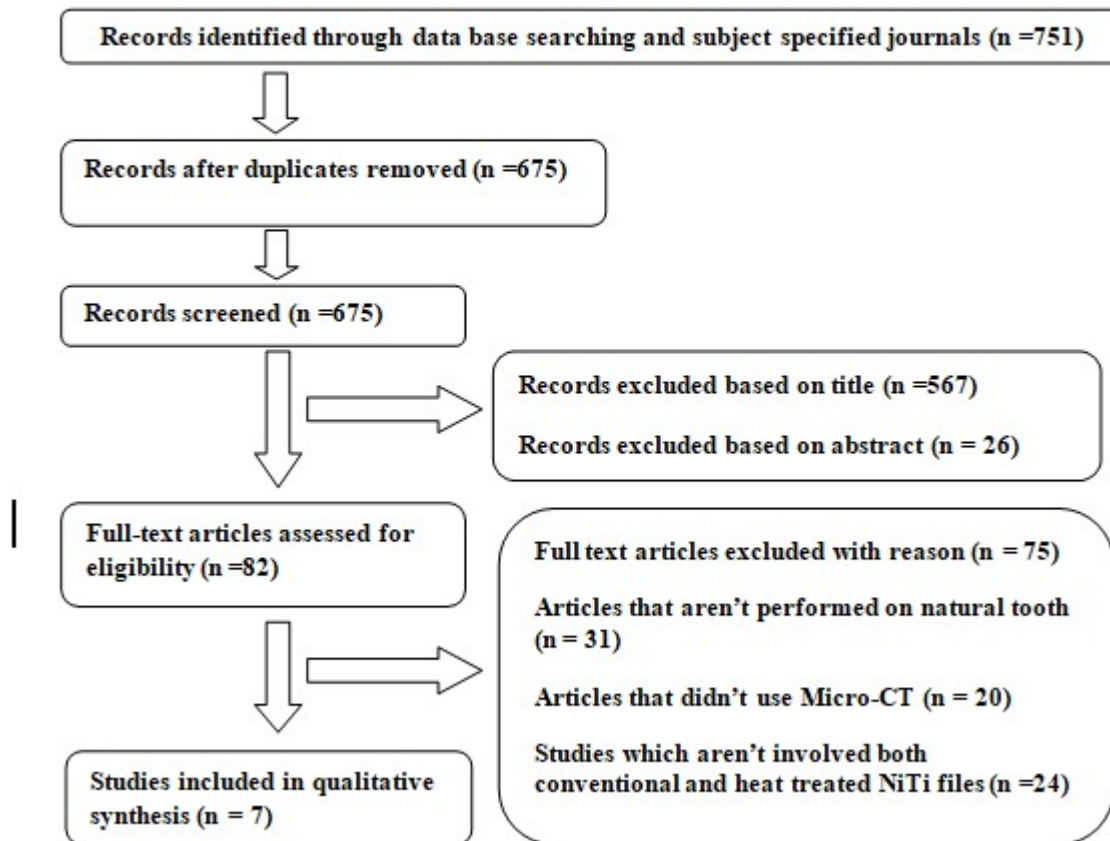 Records identified through data base searching and subject specified journals (n =751)
Records after duplicates removed (n =675)
Records screened (n =675)
Records excluded based on title (n =567)
Records excluded based on abstract (n = 26)
Full-text articles assessed for
eligibility (n =82)
Full text articles excluded with reason (n = 75)
Articles that aren’t performed on natural tooth
(n = 31)
Articles that didn’t use Micro-CT (n = 20)
Studies which aren’t involved both
conventional and heat treated NiTi files (n =24)
Studies included in qualitative
synthesis (n = 7)